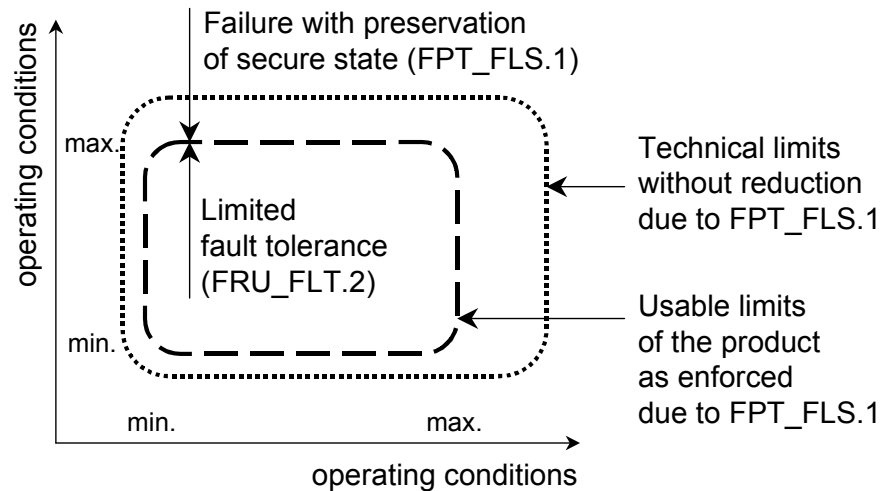 Failure with preservation
of secure state (FPT_FLS.1)
operating conditions
max.
Technical limits
without reduction
due to FPT_FLS.1
Limited
fault tolerance
(FRU_FLT.2)
Usable limits
of the product
as enforced
due to FPT_FLS.1
min.
min.
max.
operating conditions